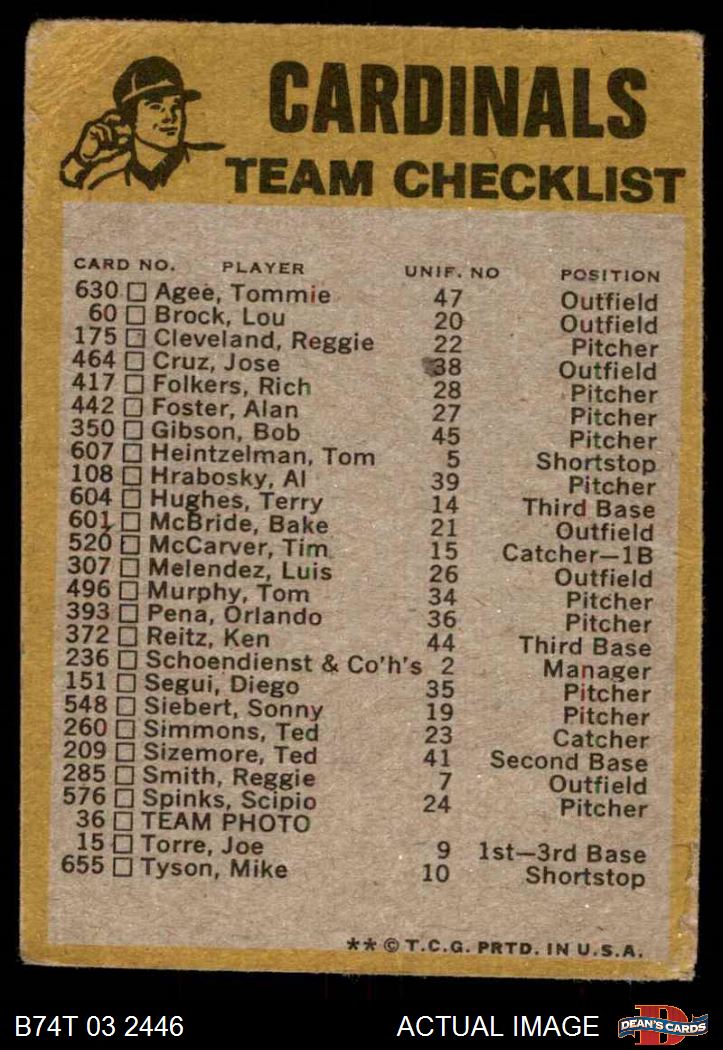 CARDINALS
TEAM CHECKLIST
CARD NO. PLAYER UNIF. NO POSITION
630 □ Agee, Tommie 47 Outfield
60 □ Brock, Lou 20 Outfield
175 □ Cleveland, Reggie 22 Pitcher
464 □ Cruz, Jose 38 Outfield
417 □ Folkers, Rich 28 Pitcher
442 □ Foster, Alan 27 Pitcher
350 □ Gibson, Bob 45 Pitcher
607 □ Heintzelman, Tom 5 Shortstop
108 □ Hrabosky, Al 39 Pitcher
604 □ Hughes, Terry 14 Third Base
601 □ McBride, Bake 21 Outfield
520 □ McCarver, Tim 15 Catcher—1B
307 □ Melendez, Luis 26 Outfield
496 □ Murphy, Tom 34 Pitcher
393 □ Pena, Orlando 36 Pitcher
372 □ Reitz, Ken 44 Third Base
236 □ Schoendienst & Co'h's 2 Manager
151 □ Segui, Diego 35 Pitcher
548 □ Siebert, Sonny 19 Pitcher
260 □ Simmons, Ted 23 Catcher
209 □ Sizemore, Ted 41 Second Base
285 □ Smith, Reggie 7 Outfield
576 □ Spinks, Scipio 24 Pitcher
36 □ TEAM PHOTO
15 □ Torre, Joe 9 1st—3rd Base
655 □ Tyson, Mike 10 Shortstop
** © T.C.G. PRTD. IN U.S.A.
B74T 03 2446 ACTUAL IMAGE D DEAN'S CARDS